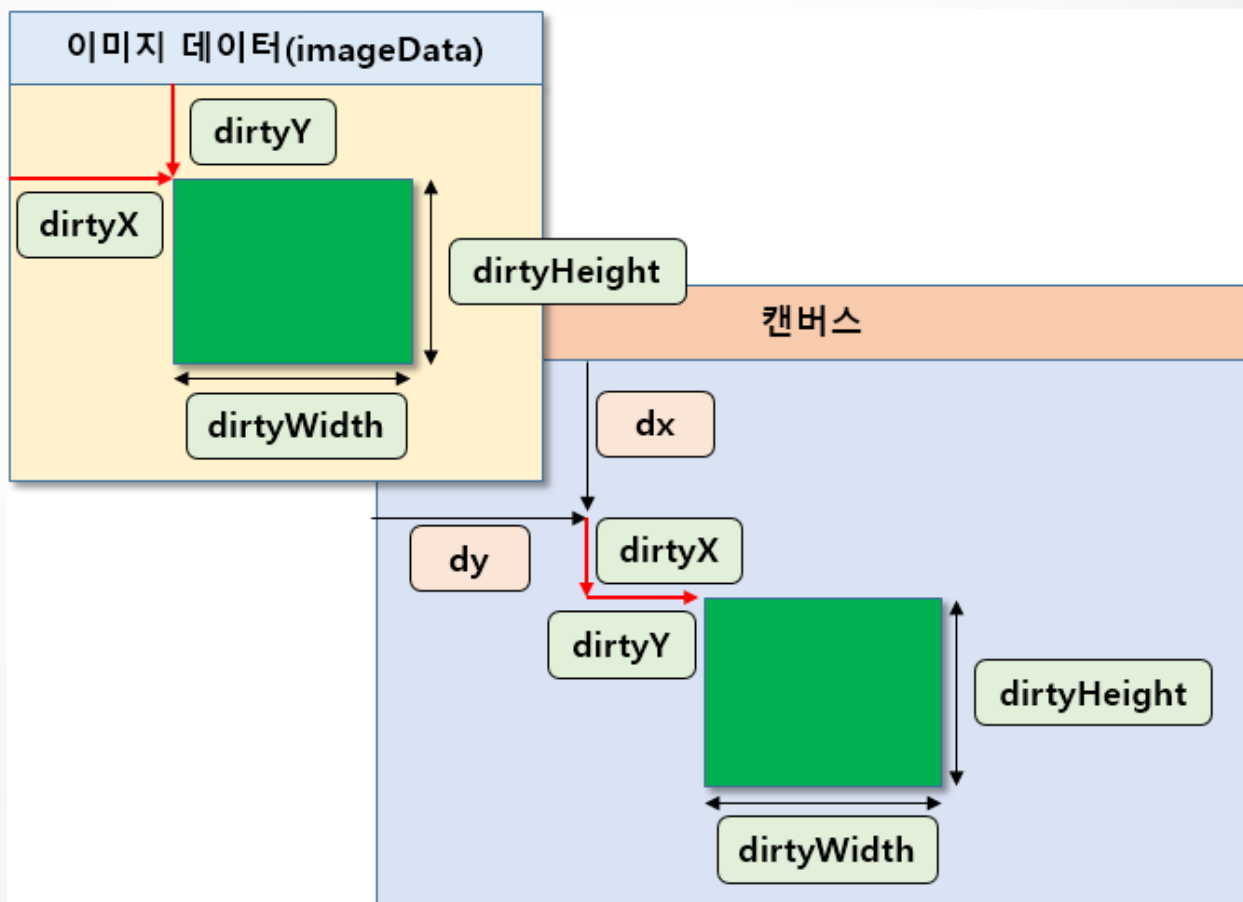 이미지 데이터(imageData)
dirtyY
dirtyX
dirtyHeight
dirtyWidth
캔버스
dx
dy
dirtyX
dirtyY
dirtyHeight
dirtyWidth